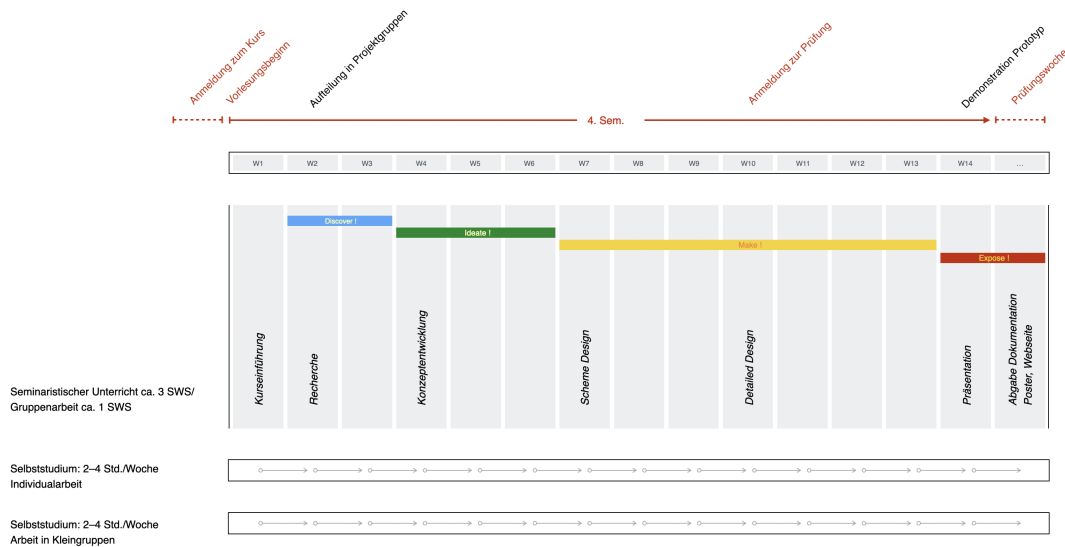 Anmeldung zum Kurs
Vorlesungsbeginn
Aufteilung in Projektgruppen
Anmeldung zur Prüfung
Demonstration Prototyp
Prüfungswoche
4. Sem.
W1 W2 W3 W4 W5 W6 W7 W8 W9 W10 W11 W12 W13 W14 ...
Discover !
Ideate !
Make !
Expose !
Kurseinführung
Recherche
Konzeptentwicklung
Scheme Design
Detailed Design
Präsentation
Abgabe Dokumentation
Poster, Webseite
Seminaristischer Unterricht ca. 3 SWS/
Gruppenarbeit ca. 1 SWS
Selbststudium: 2–4 Std./Woche
Individualarbeit
Selbststudium: 2–4 Std./Woche
Arbeit in Kleingruppen